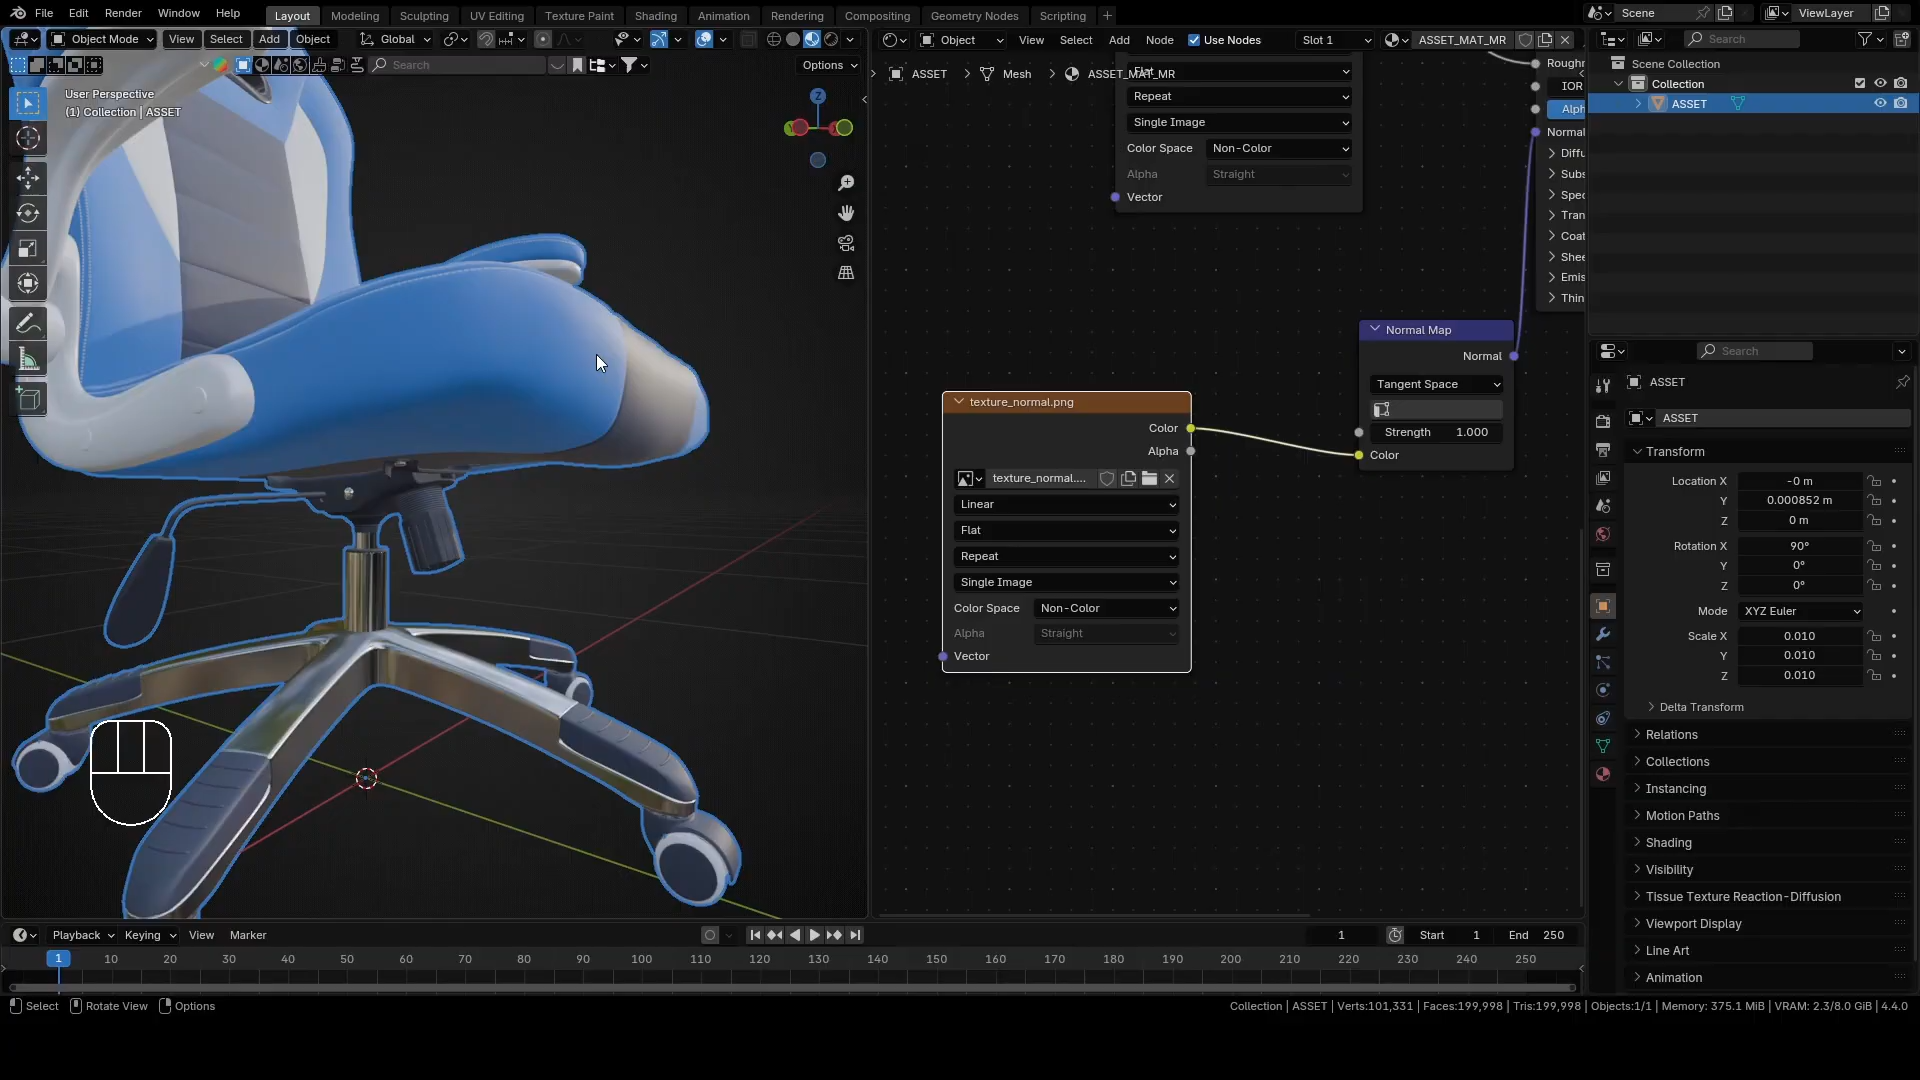 File Edit Render Window Help Layout Modeling Sculpting UV Editing Texture Paint Shading Animation Rendering Compositing Geometry Nodes Scripting + Scene ViewLayer
Object Mode View Select Add Object Global
Object View Select Add Node Use Nodes Slot 1 ASSET_MAT_MR
Search
Search
Options
ASSET > Mesh > ASSET_MAT_MR
User Perspective
(1) Collection | ASSET
Z
Flat
Repeat
Single Image
Color Space Non-Color
Alpha Straight
Vector
Roughn
IOR
Alph
Normal
Diffu
Subs
Spec
Tran
Coat
Shee
Emis
Thin
Normal Map
Normal
Tangent Space
Strength 1.000
Color
texture_normal.png
Color
Alpha
texture_normal....
Linear
Flat
Repeat
Single Image
Color Space Non-Color
Alpha Straight
Vector
Scene Collection
Collection
ASSET
Search
ASSET
ASSET
Transform
Location X -0 m
Y 0.000852 m
Z 0 m
Rotation X 90°
Y 0°
Z 0°
Mode XYZ Euler
Scale X 0.010
Y 0.010
Z 0.010
Delta Transform
Relations
Collections
Instancing
Motion Paths
Shading
Visibility
Tissue Texture Reaction-Diffusion
Viewport Display
Line Art
Animation
Playback Keying View Marker
1 Start 1 End 250
1 10 20 30 40 50 60 70 80 90 100 110 120 130 140 150 160 170 180 190 200 210 220 230 240 250
Select Rotate View Options
Collection | ASSET | Verts:101,331 | Faces:199,998 | Tris:199,998 | Objects:1/1 | Memory: 375.1 MiB | VRAM: 2.3/8.0 GiB | 4.4.0